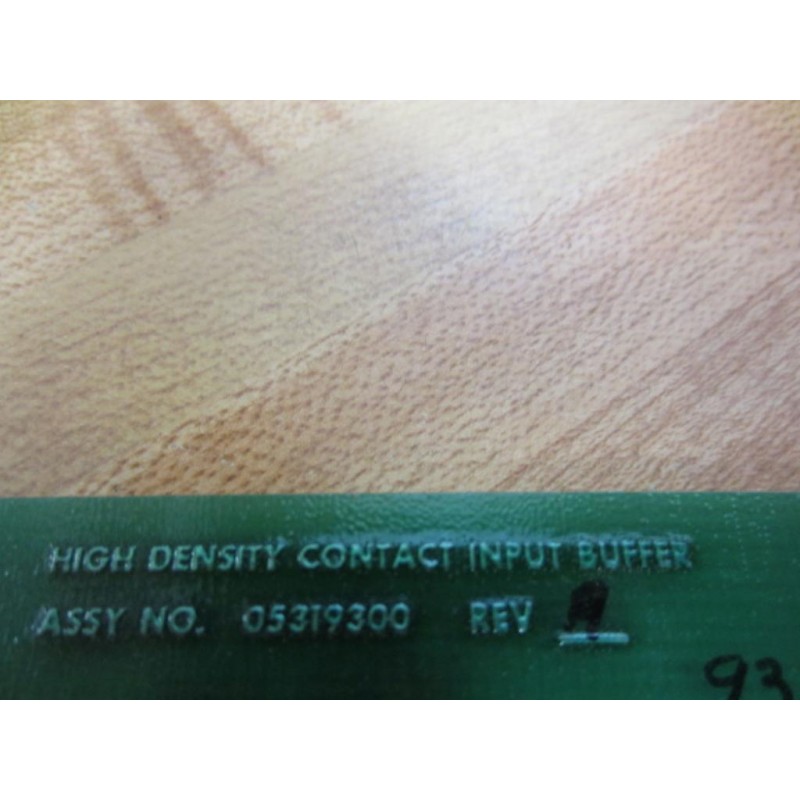 HIGH DENSITY CONTACT INPUT BUFFER
ASSY NO. 05319300 REV
93